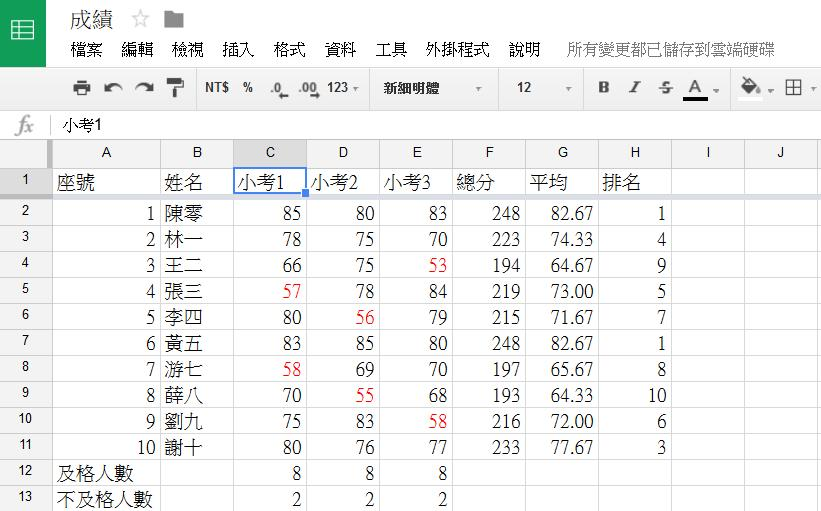 成績
檔案 編輯 檢視 插入 格式 資料 工具 外掛程式 說明 所有變更都已儲存到雲端硬碟
NT$ % .0 .00 123 新細明體 12 B I S A
fx 小考1
A B C D E F G H I J
1 座號 姓名 小考1 小考2 小考3 總分 平均 排名
2 1 陳零 85 80 83 248 82.67 1
3 2 林一 78 75 70 223 74.33 4
4 3 王二 66 75 53 194 64.67 9
5 4 張三 57 78 84 219 73.00 5
6 5 李四 80 56 79 215 71.67 7
7 6 黃五 83 85 80 248 82.67 1
8 7 游七 58 69 70 197 65.67 8
9 8 薛八 70 55 68 193 64.33 10
10 9 劉九 75 83 58 216 72.00 6
11 10 謝十 80 76 77 233 77.67 3
12 及格人數 8 8 8
13 不及格人數 2 2 2